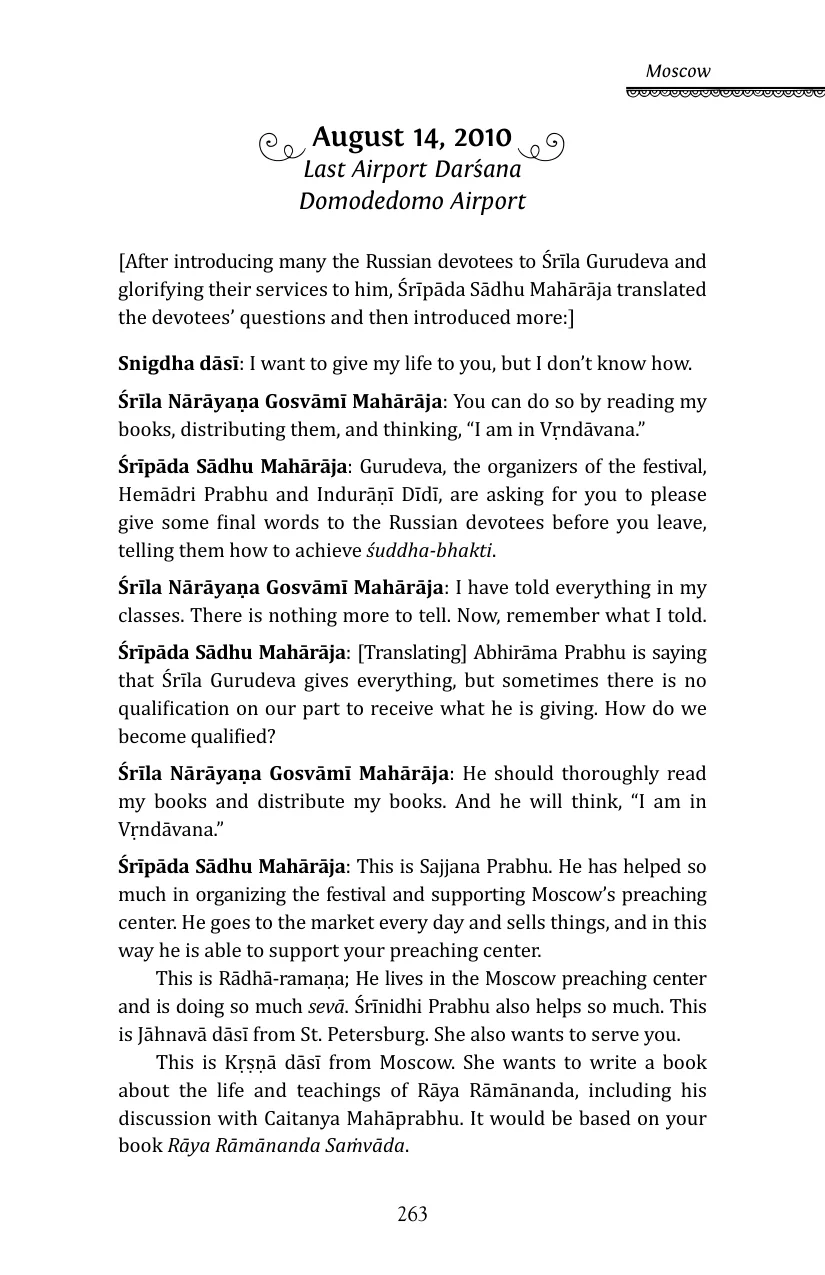 Moscow
August 14, 2010
Last Airport Darśana
Domodedomo Airport
[After introducing many the Russian devotees to Śrīla Gurudeva and
glorifying their services to him, Śrīpāda Sādhu Mahārāja translated
the devotees’ questions and then introduced more:]
Snigdha dāsī: I want to give my life to you, but I don’t know how.
Śrīla Nārāyaṇa Gosvāmī Mahārāja: You can do so by reading my
books, distributing them, and thinking, “I am in Vṛndāvana.”
Śrīpāda Sādhu Mahārāja: Gurudeva, the organizers of the festival,
Hemādri Prabhu and Indurāṇī Dīdī, are asking for you to please
give some final words to the Russian devotees before you leave,
telling them how to achieve śuddha-bhakti.
Śrīla Nārāyaṇa Gosvāmī Mahārāja: I have told everything in my
classes. There is nothing more to tell. Now, remember what I told.
Śrīpāda Sādhu Mahārāja: [Translating] Abhirāma Prabhu is saying
that Śrīla Gurudeva gives everything, but sometimes there is no
qualification on our part to receive what he is giving. How do we
become qualified?
Śrīla Nārāyaṇa Gosvāmī Mahārāja: He should thoroughly read
my books and distribute my books. And he will think, “I am in
Vṛndāvana.”
Śrīpāda Sādhu Mahārāja: This is Sajjana Prabhu. He has helped so
much in organizing the festival and supporting Moscow’s preaching
center. He goes to the market every day and sells things, and in this
way he is able to support your preaching center.
This is Rādhā-ramaṇa; He lives in the Moscow preaching center
and is doing so much sevā. Śrīnidhi Prabhu also helps so much. This
is Jāhnavā dāsī from St. Petersburg. She also wants to serve you.
This is Kṛṣṇā dāsī from Moscow. She wants to write a book
about the life and teachings of Rāya Rāmānanda, including his
discussion with Caitanya Mahāprabhu. It would be based on your
book Rāya Rāmānanda Saṁvāda.
263